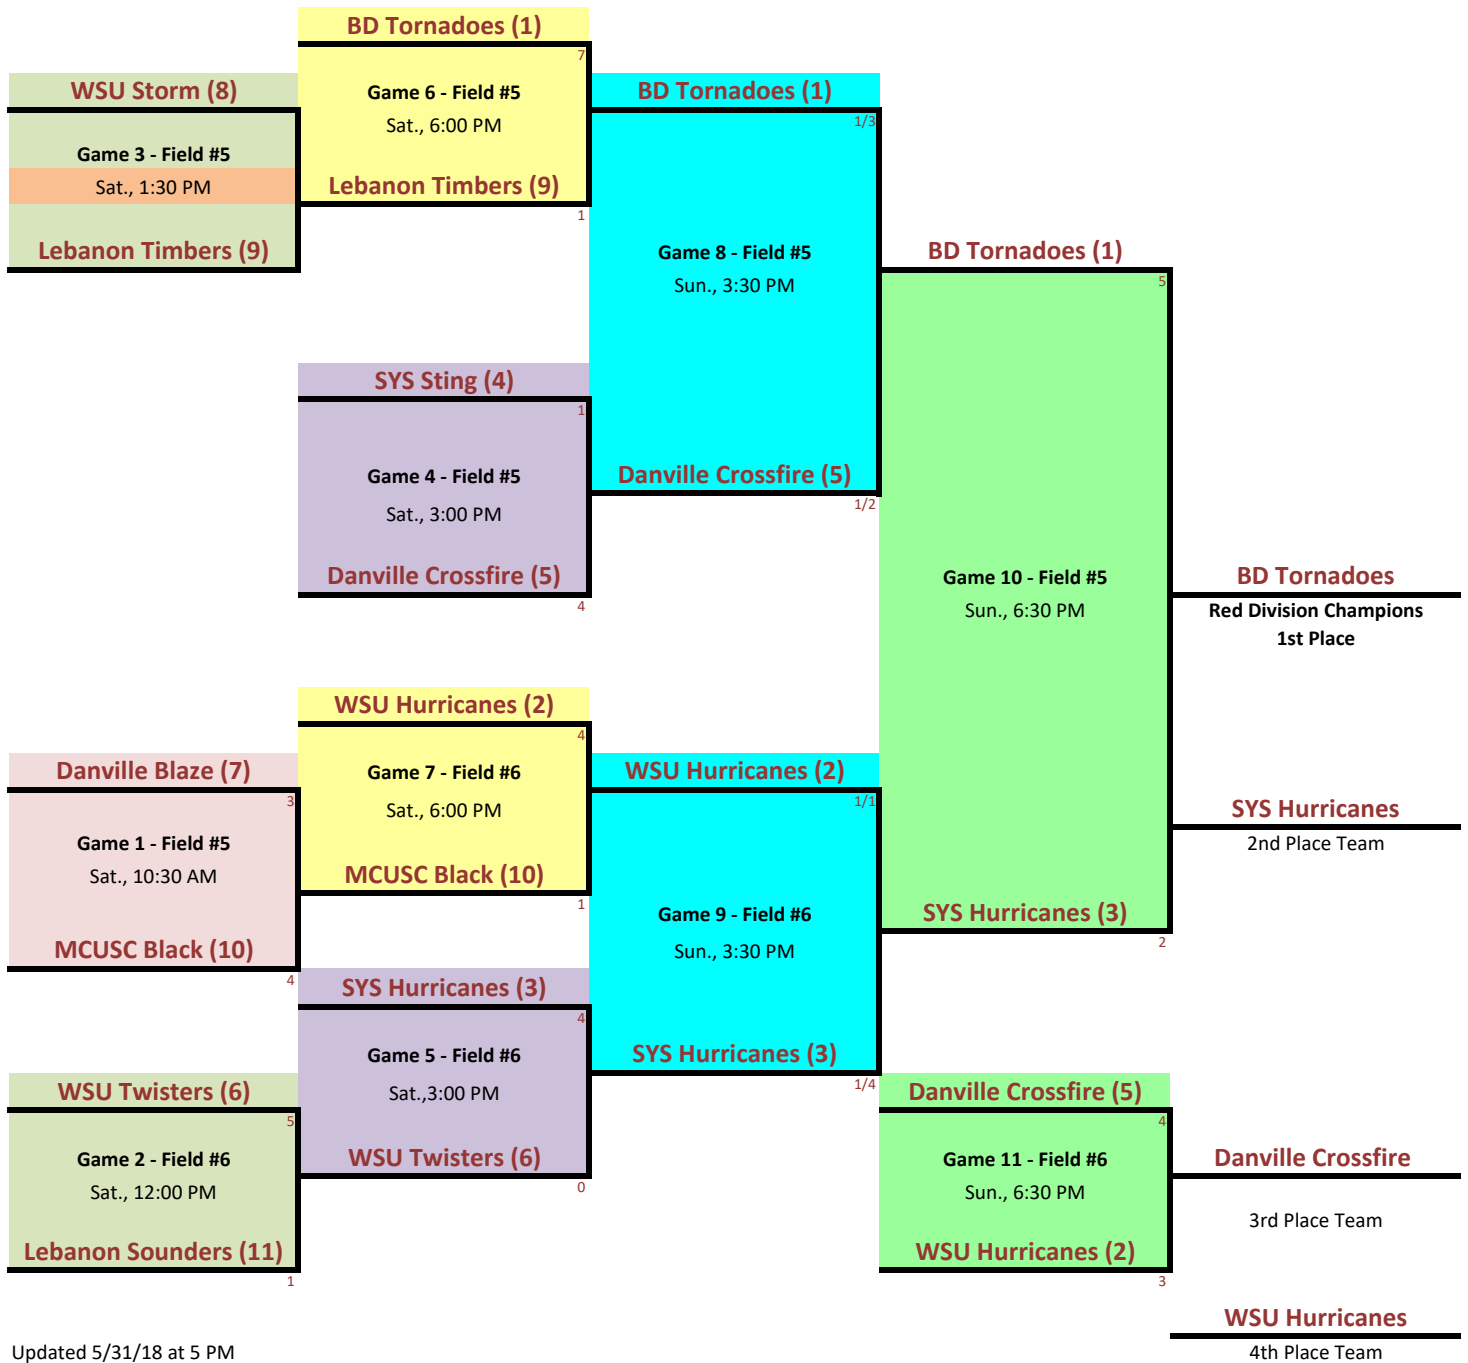 BD Tornadoes (1)
7
Game 6 - Field #5
Sat., 6:00 PM
Lebanon Timbers (9)
1
WSU Storm (8)
Game 3 - Field #5
Sat., 1:30 PM
Lebanon Timbers (9)
BD Tornadoes (1)
1/3
Game 8 - Field #5
Sun., 3:30 PM
Danville Crossfire (5)
1/2
SYS Sting (4)
1
Game 4 - Field #5
Sat., 3:00 PM
Danville Crossfire (5)
4
BD Tornadoes (1)
5
Game 10 - Field #5
Sun., 6:30 PM
SYS Hurricanes (3)
2
BD Tornadoes
Red Division Champions
1st Place
SYS Hurricanes
2nd Place Team
WSU Hurricanes (2)
4
Game 7 - Field #6
Sat., 6:00 PM
MCUSC Black (10)
1
Danville Blaze (7)
3
Game 1 - Field #5
Sat., 10:30 AM
MCUSC Black (10)
4
WSU Hurricanes (2)
1/1
Game 9 - Field #6
Sun., 3:30 PM
SYS Hurricanes (3)
1/4
SYS Hurricanes (3)
4
Game 5 - Field #6
Sat.,3:00 PM
WSU Twisters (6)
0
WSU Twisters (6)
5
Game 2 - Field #6
Sat., 12:00 PM
Lebanon Sounders (11)
1
Danville Crossfire (5)
4
Game 11 - Field #6
Sun., 6:30 PM
WSU Hurricanes (2)
3
Danville Crossfire
3rd Place Team
WSU Hurricanes
4th Place Team
Updated 5/31/18 at 5 PM